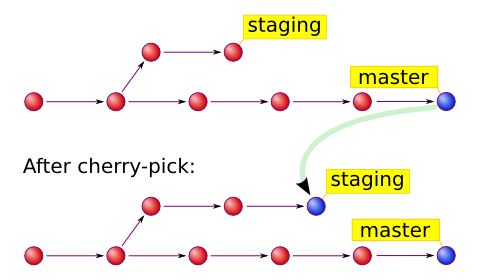 staging
master
After cherry-pick:
staging
master